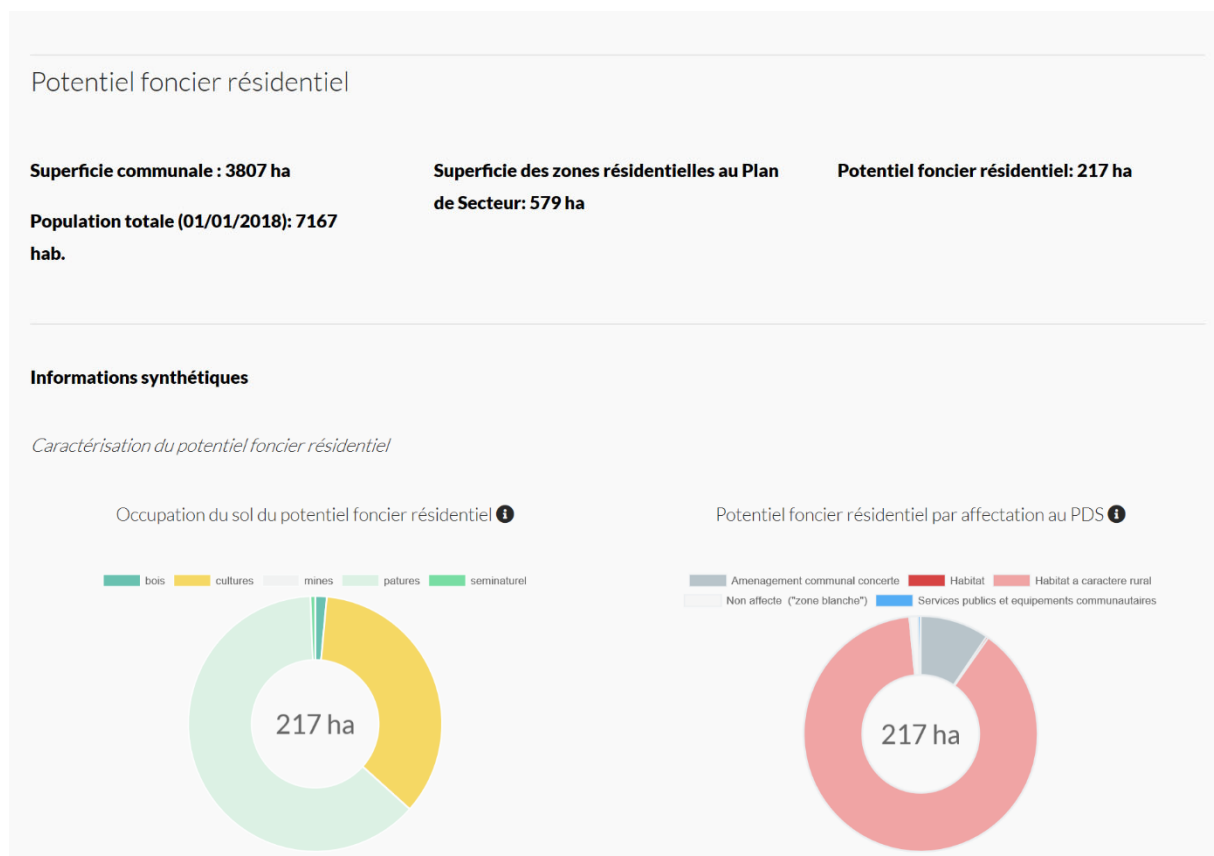 Potentiel foncier résidentiel
Superficie communale : 3807 ha
Population totale (01/01/2018): 7167
hab.
Superficie des zones résidentielles au Plan
de Secteur: 579 ha
Potentiel foncier résidentiel: 217 ha
Informations synthétiques
Caractérisation du potentiel foncier résidentiel
Occupation du sol du potentiel foncier résidentiel
bois cultures mines patures seminaturel
217 ha
Potentiel foncier résidentiel par affectation au PDS
Amenagement communal concerte Habitat Habitat a caractere rural
Non affecte ("zone blanche") Services publics et equipements communautaires
217 ha